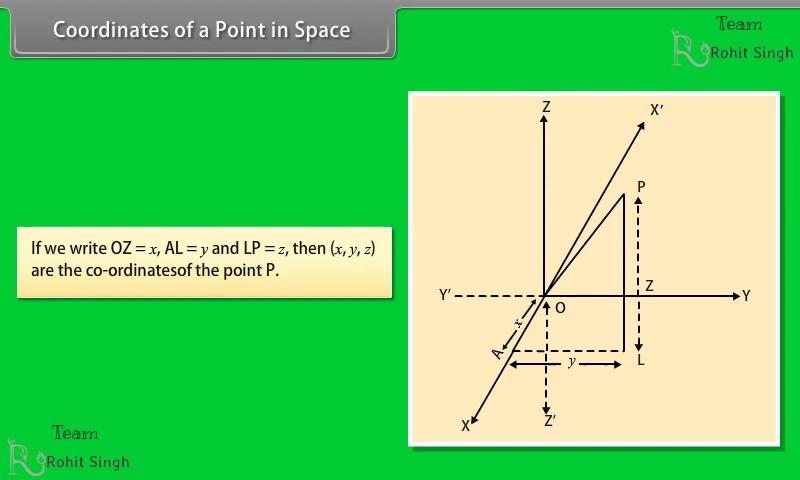 Coordinates of a Point in Space
Team
Rohit Singh
Z
X'
P
If we write OZ = x, AL = y and LP = z, then (x, y, z)
are the co-ordinatesof the point P.
Y'
Z
Y
O
x
A
y
L
X
Z'
Team
Rohit Singh